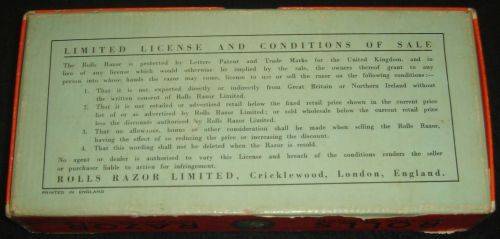 LIMITED LICENSE AND CONDITIONS OF SALE
The Rolls Razor is protected by Letters Patent and Trade Marks for the United Kingdom, and in
lieu of any license which would otherwise be implied by the sale, the owners thereof grant to any
person into whose hands the razor may come, license to use or sell the razor on the following conditions:—
1. That it is not exported directly or indirectly from Great Britain or Northern Ireland without
the written consent of Rolls Razor Limited.
2. That it is not retailed or advertised retail below the fixed retail price shewn in the current price
list of or as advertised by Rolls Razor Limited; or sold wholesale below the current retail price
less the discounts authorised by Rolls Razor Limited.
3. That no allowance, bonus or other consideration shall be made when selling the Rolls Razor,
having the effect of so reducing the price or increasing the discount.
4. That this wording shall not be deleted when the Razor is resold.
No agent or dealer is authorised to vary this License and breach of the conditions renders the seller
or purchaser liable to action for infringement.
ROLLS RAZOR LIMITED, Cricklewood, London, England.
PRINTED IN ENGLAND
ROLLS RAZOR